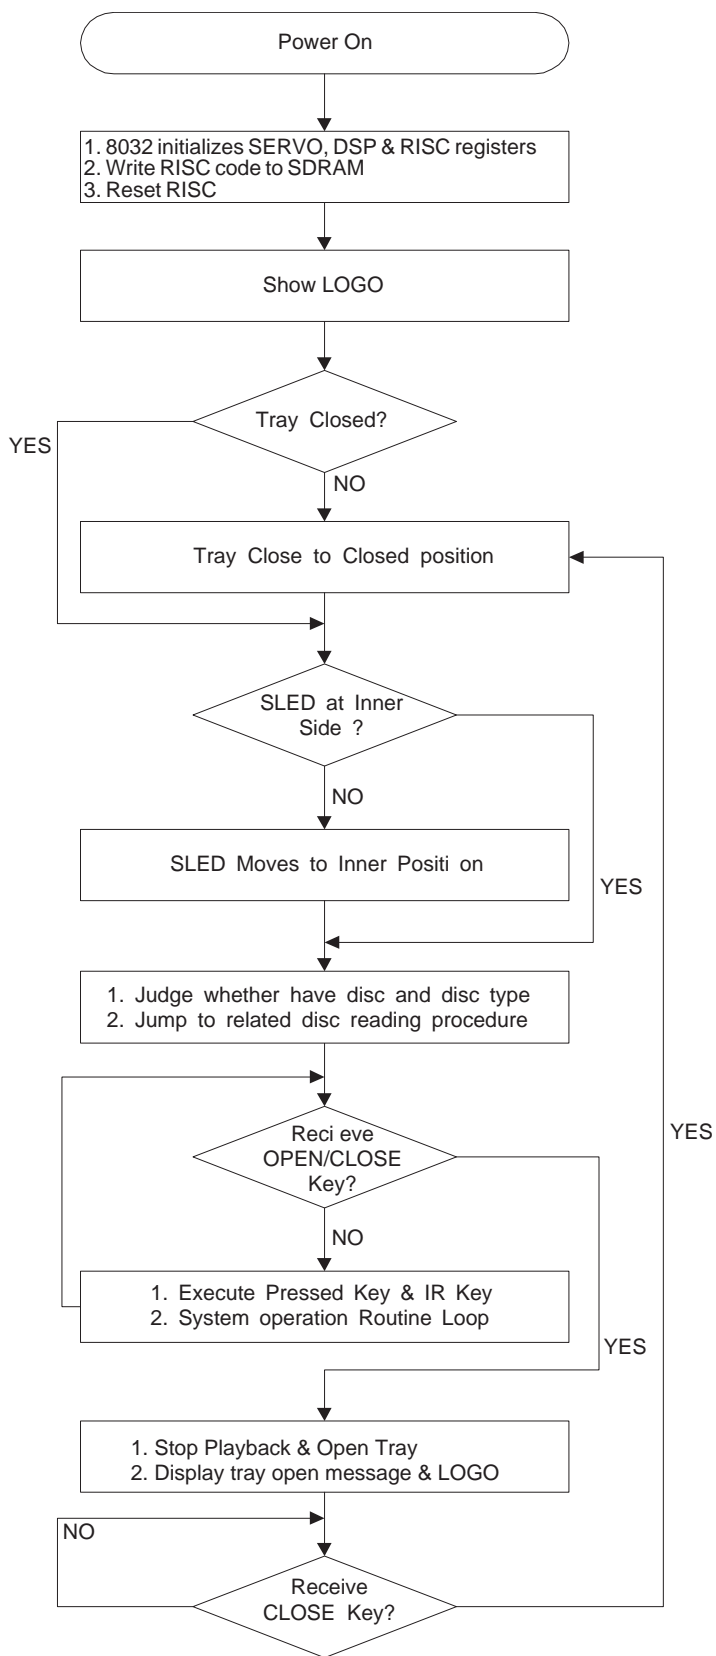 Power On
1. 8032 initializes SERVO, DSP & RISC registers
2. Write RISC code to SDRAM
3. Reset RISC
Show LOGO
Tray Closed?
YES
NO
Tray Close to Closed position
SLED at Inner
Side ?
NO
SLED Moves to Inner Positi on
YES
1. Judge whether have disc and disc type
2. Jump to related disc reading procedure
YES
Reci eve
OPEN/CLOSE
Key?
NO
1. Execute Pressed Key & IR Key
2. System operation Routine Loop
YES
1. Stop Playback & Open Tray
2. Display tray open message & LOGO
NO
Receive
CLOSE Key?